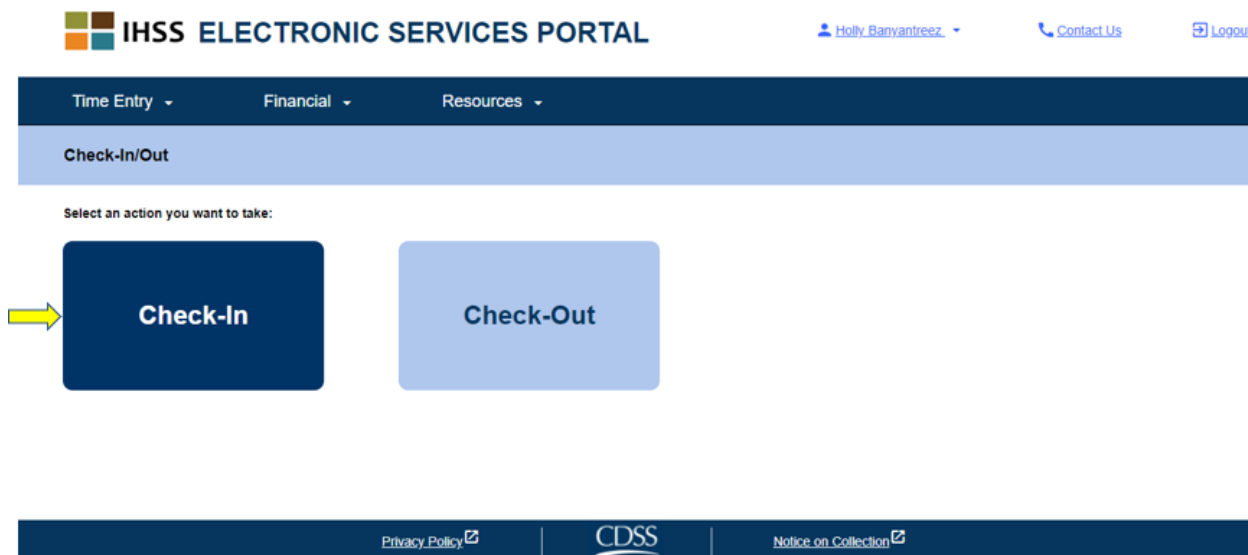 IHSS ELECTRONIC SERVICES PORTAL
Holly Banyantreez
Contact Us
Logout
Time Entry
Financial
Resources
Check-In/Out
Select an action you want to take:
Check-In
Check-Out
Privacy Policy
CDSS
Notice on Collection